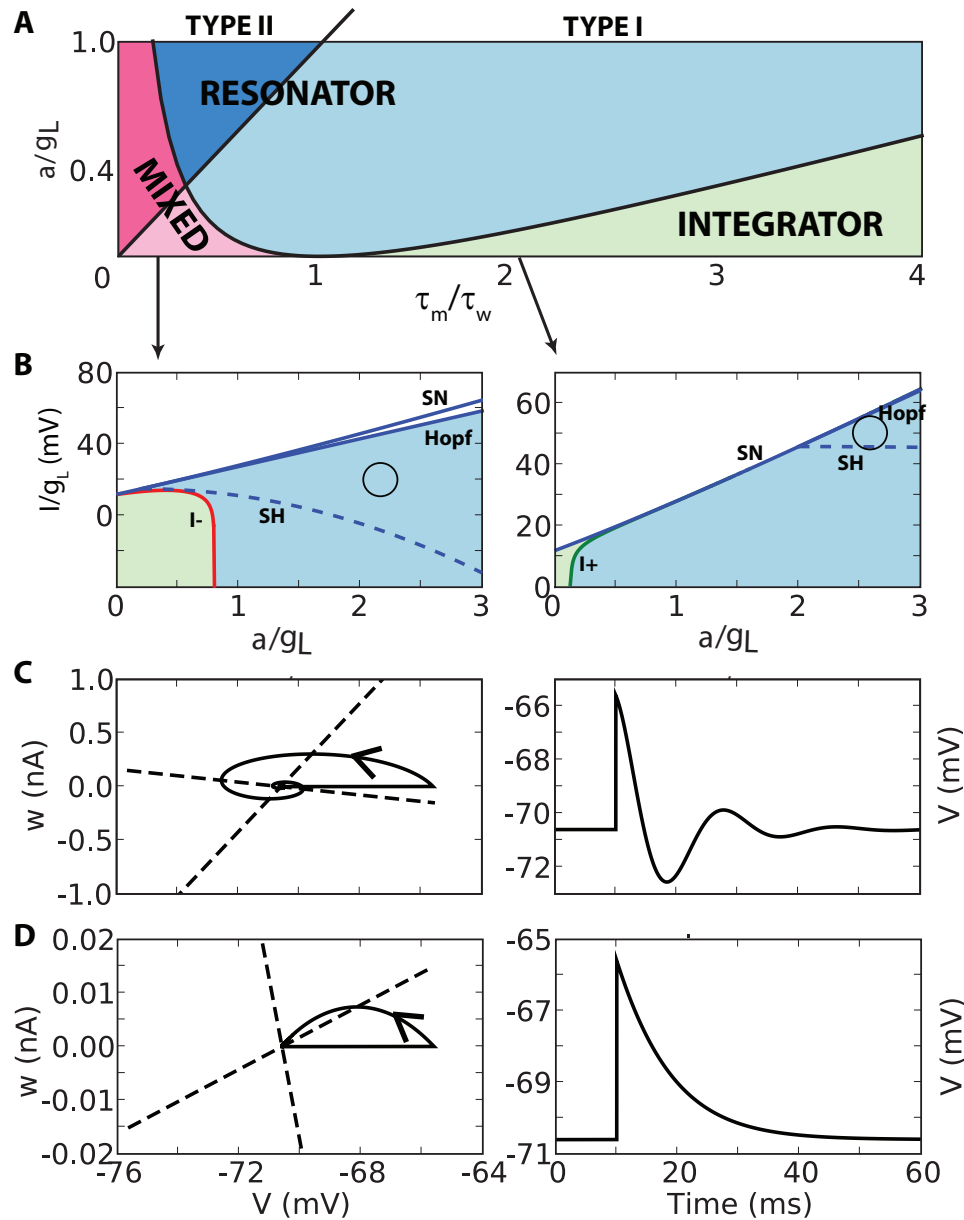 A
TYPE II
TYPE I
1.0
RESONATOR
a/gL
0.4
MIXED
INTEGRATOR
0
1
2
3
4
τm/τw
B
80
SN
Hopf
40
I/gL (mV)
0
I-
SH
0
1
2
3
a/gL
60
Hopf
SN
40
SH
20
I+
0
0
1
2
3
a/gL
C
1.0
0.5
w (nA)
0.0
-0.5
-1.0
-66
-68
V (mV)
-70
-72
D
0.02
0.01
w (nA)
0.00
-0.01
-0.02
-76
-72
-68
-64
V (mV)
-65
-67
V (mV)
-69
-71
0
20
40
60
Time (ms)